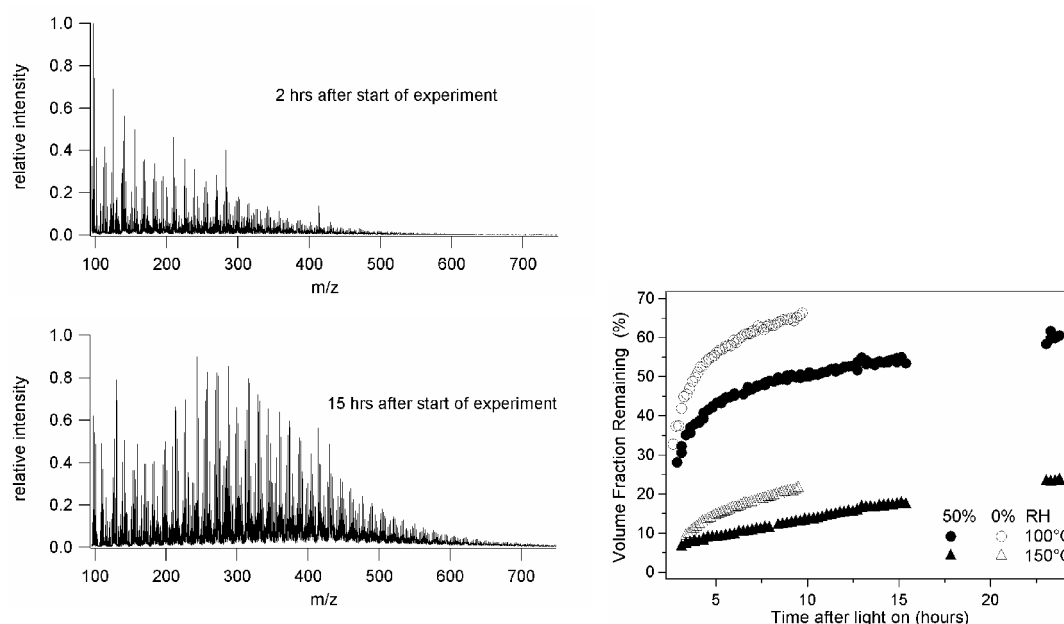 relative intensity
1.0
0.8
0.6
0.4
0.2
0.0
2 hrs after start of experiment
100 200 300 400 500 600 700
m/z
relative intensity
1.0
0.8
0.6
0.4
0.2
0.0
15 hrs after start of experiment
100 200 300 400 500 600 700
m/z
Volume Fraction Remaining (%)
70
60
50
40
30
20
10
0
50% 0% RH
100°C
150°C
5 10 15 20
Time after light on (hours)